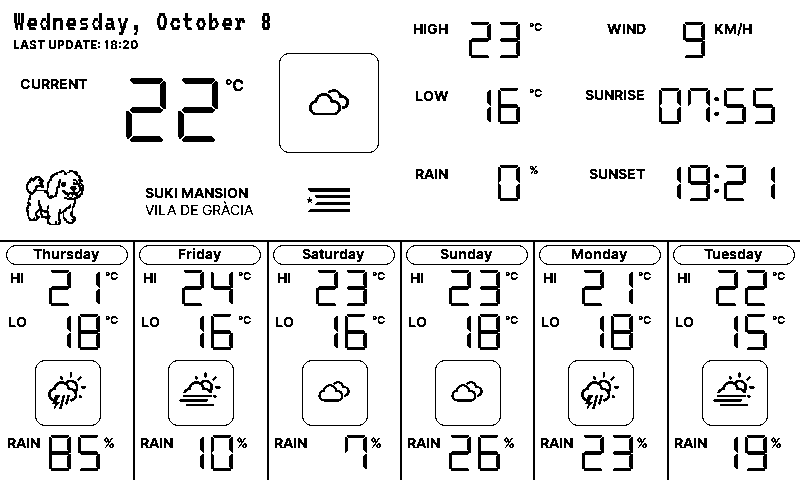 Wednesday, October 8
LAST UPDATE: 18:20
CURRENT 22 °C
HIGH 23 °C
LOW 16 °C
RAIN 0 %
WIND 9 KM/H
SUNRISE 07:55
SUNSET 19:21
SUKI MANSION
VILA DE GRÀCIA
Thursday
HI 21 °C
LO 18 °C
RAIN 85 %
Friday
HI 24 °C
LO 16 °C
RAIN 10 %
Saturday
HI 23 °C
LO 16 °C
RAIN 7 %
Sunday
HI 23 °C
LO 18 °C
RAIN 26 %
Monday
HI 21 °C
LO 18 °C
RAIN 23 %
Tuesday
HI 22 °C
LO 15 °C
RAIN 19 %